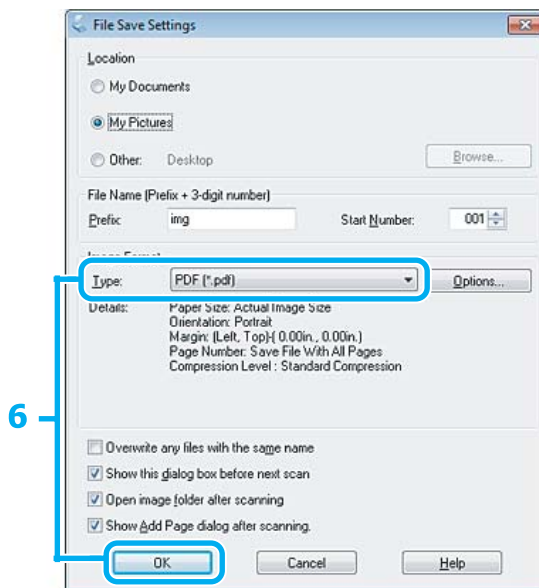 File Save Settings
Location
My Documents
My Pictures
Other: Desktop Browse...
File Name (Prefix + 3-digit number)
Prefix: img Start Number: 001
Image Format
Type: PDF (*.pdf) Options...
Details: Paper Size: Actual Image Size
Orientation: Portrait
Margin: (Left, Top)-( 0.00in., 0.00in.)
Page Number: Save File With All Pages
Compression Level : Standard Compression
6
Overwrite any files with the same name
Show this dialog box before next scan
Open image folder after scanning
Show Add Page dialog after scanning.
OK Cancel Help